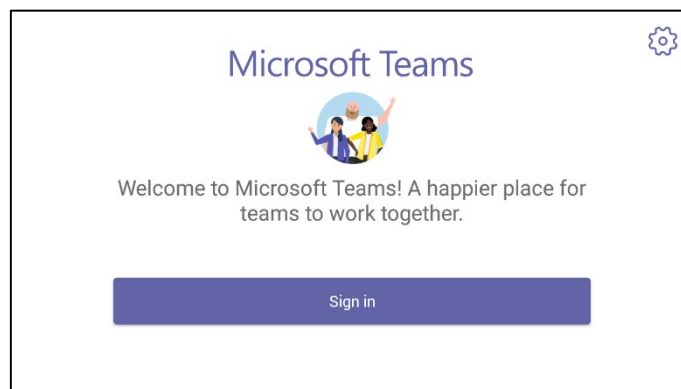 Microsoft Teams
Welcome to Microsoft Teams! A happier place for
teams to work together.
Sign in